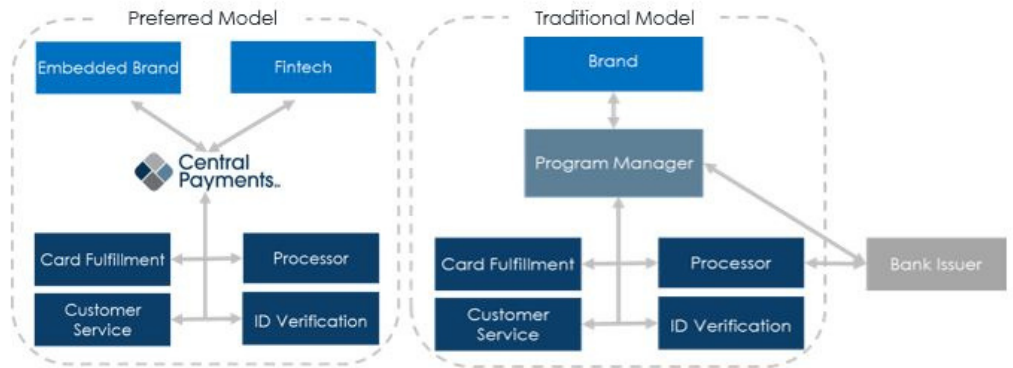 Preferred Model
Embedded Brand
Fintech
Central
Payments℠
Card Fulfillment
Processor
Customer
Service
ID Verification
Traditional Model
Brand
Program Manager
Card Fulfillment
Processor
Bank Issuer
Customer
Service
ID Verification